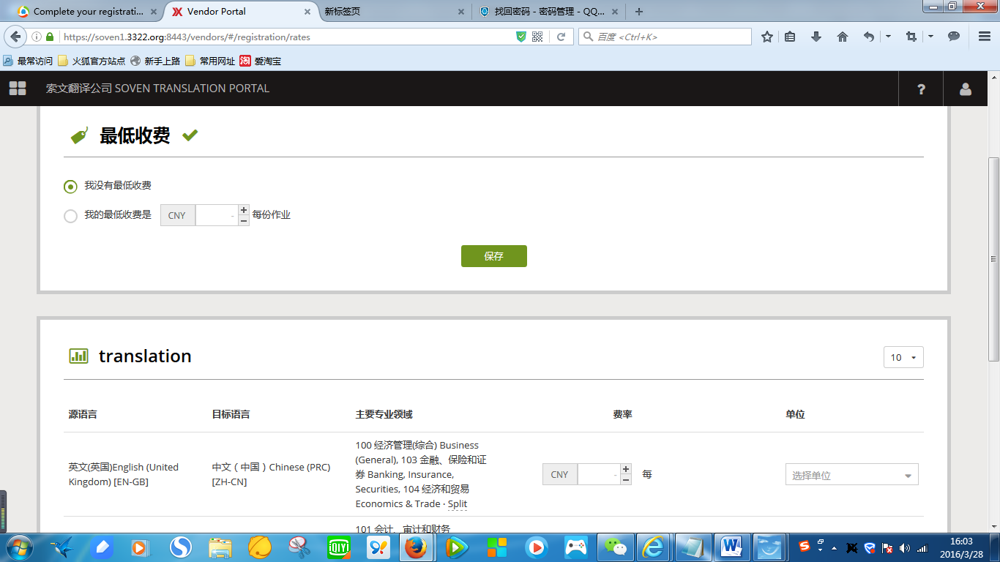 Complete your registrati...
Vendor Portal
新标签页
找回密码 - 密码管理 - QQ...
https://soven1.3322.org:8443/vendors/#/registration/rates
百度 <Ctrl+K>
最常访问
火狐官方站点
新手上路
常用网址
淘
爱淘宝
索文翻译公司 SOVEN TRANSLATION PORTAL
?
最低收费
我没有最低收费
我的最低收费是
CNY
-
每份作业
保存
translation
10
源语言
目标语言
主要专业领域
费率
单位
英文(英国)English (United
Kingdom) [EN-GB]
中文 ( 中国 ) Chinese (PRC)
[ZH-CN]
100 经济管理(综合) Business
(General), 103 金融、保险和证
券 Banking, Insurance,
Securities, 104 经济和贸易
Economics & Trade · Split
CNY
-
每
选择单位
101 会计、审计和财务
iQIYI
16:03
2016/3/28